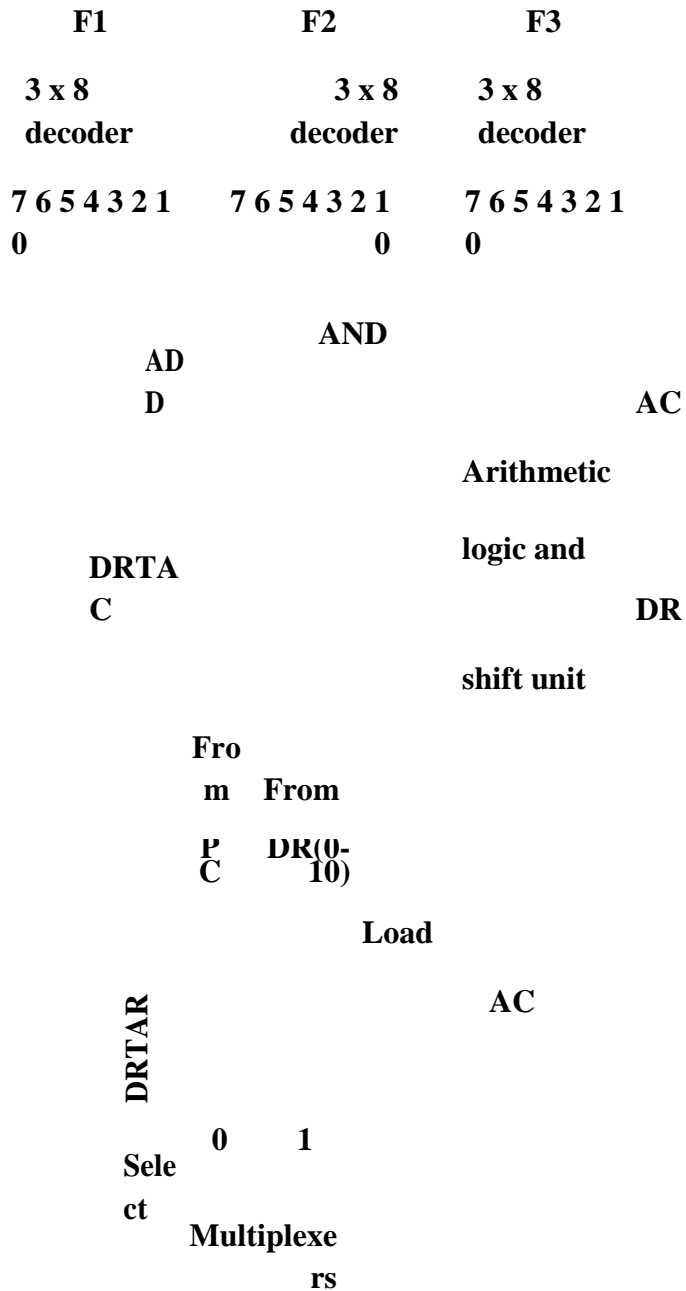 F1 F2 F3
3 x 8 3 x 8 3 x 8
decoder decoder decoder
7 6 5 4 3 2 1 7 6 5 4 3 2 1 7 6 5 4 3 2 1
0 0 0
AND
AD
D AC
Arithmetic
logic and
DRTA
C DR
shift unit
Fro
m From
P DR(0-
C 10)
Load
AC
DRTAR
0 1
Sele
ct
Multiplexe
rs